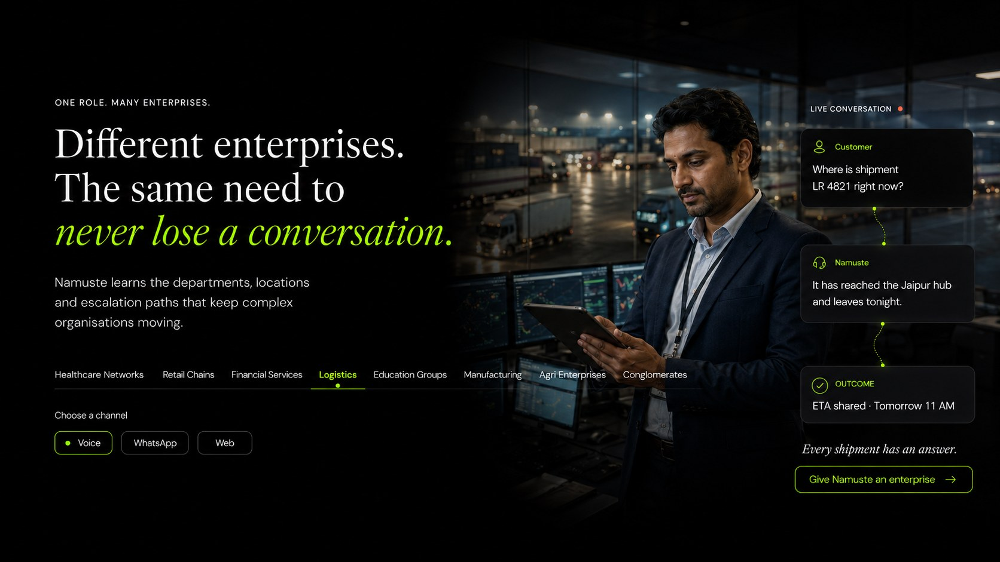 ONE ROLE. MANY ENTERPRISES.
Different enterprises.
The same need to
never lose a conversation.
Namuste learns the departments, locations
and escalation paths that keep complex
organisations moving.
Healthcare Networks Retail Chains Financial Services Logistics Education Groups Manufacturing Agri Enterprises Conglomerates
Choose a channel
Voice WhatsApp Web
LIVE CONVERSATION
Customer
Where is shipment
LR 4821 right now?
Namuste
It has reached the Jaipur hub
and leaves tonight.
OUTCOME
ETA shared · Tomorrow 11 AM
Every shipment has an answer.
Give Namuste an enterprise →